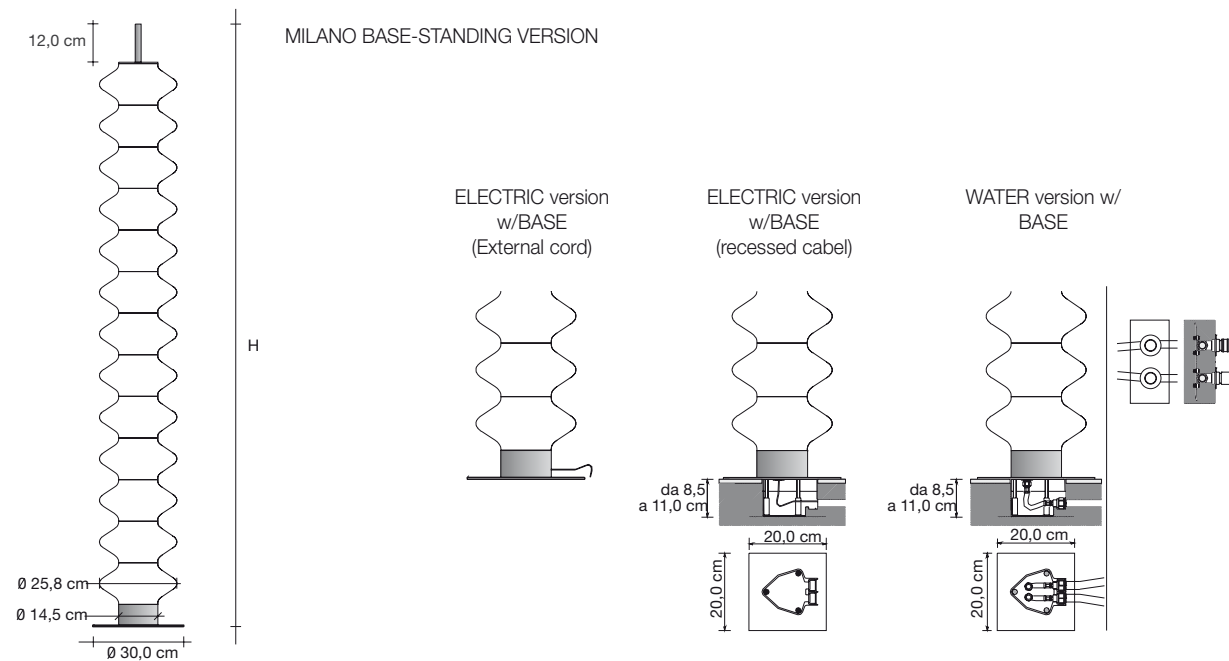 12,0 cm
MILANO BASE-STANDING VERSION
H
Ø 25,8 cm
Ø 14,5 cm
Ø 30,0 cm
ELECTRIC version
w/BASE
(External cord)
ELECTRIC version
w/BASE
(recessed cabel)
da 8,5
a 11,0 cm
20,0 cm
20,0 cm
WATER version w/
BASE
da 8,5
a 11,0 cm
20,0 cm
20,0 cm